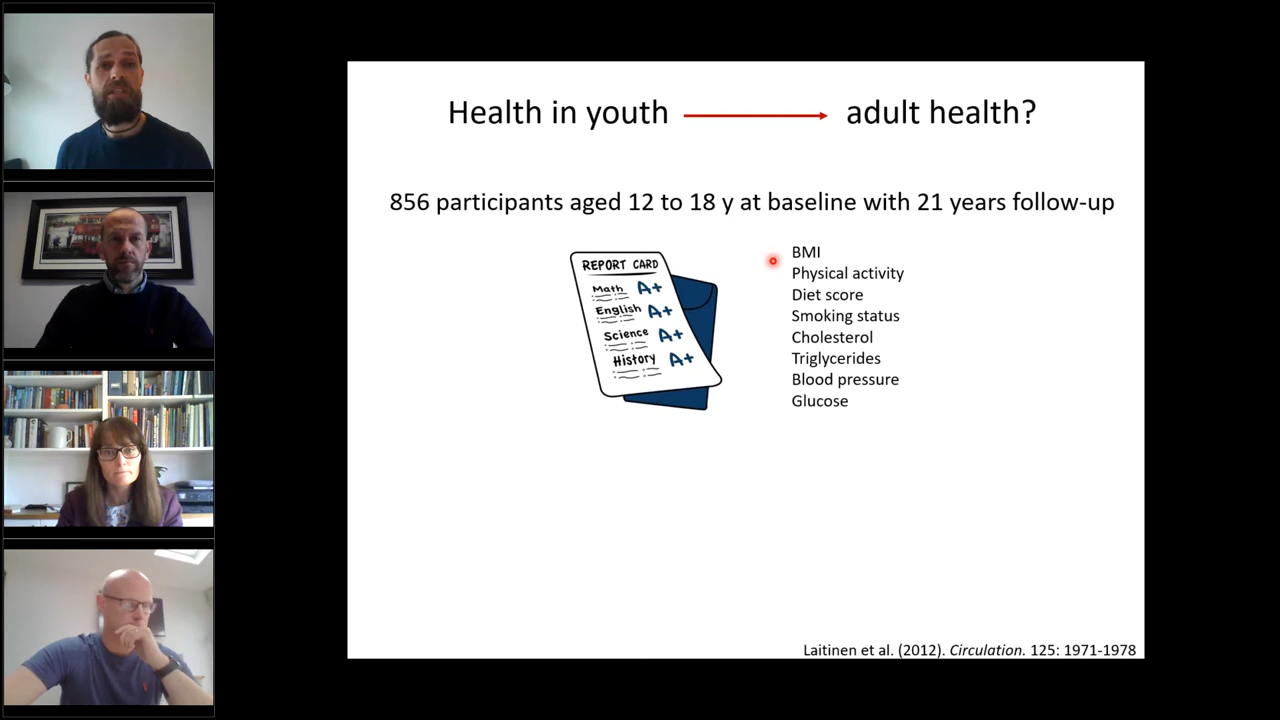 Health in youth adult health?
856 participants aged 12 to 18 y at baseline with 21 years follow-up
REPORT CARD
Math A+
English A+
Science A+
History A+
BMI
Physical activity
Diet score
Smoking status
Cholesterol
Triglycerides
Blood pressure
Glucose
Laitinen et al. (2012). Circulation. 125: 1971-1978